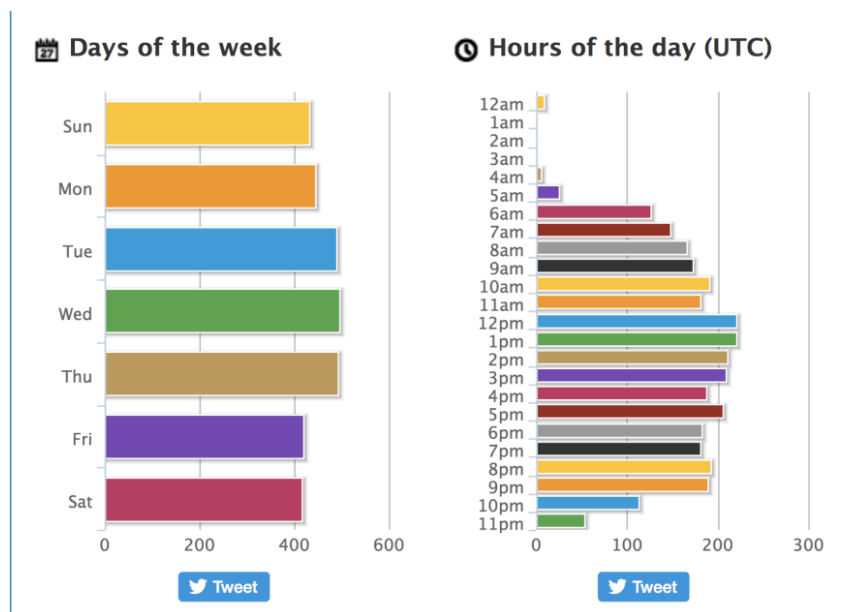 27 Days of the week
Sun
Mon
Tue
Wed
Thu
Fri
Sat
0 200 400 600
Tweet
Hours of the day (UTC)
12am
1am
2am
3am
4am
5am
6am
7am
8am
9am
10am
11am
12pm
1pm
2pm
3pm
4pm
5pm
6pm
7pm
8pm
9pm
10pm
11pm
0 100 200 300
Tweet